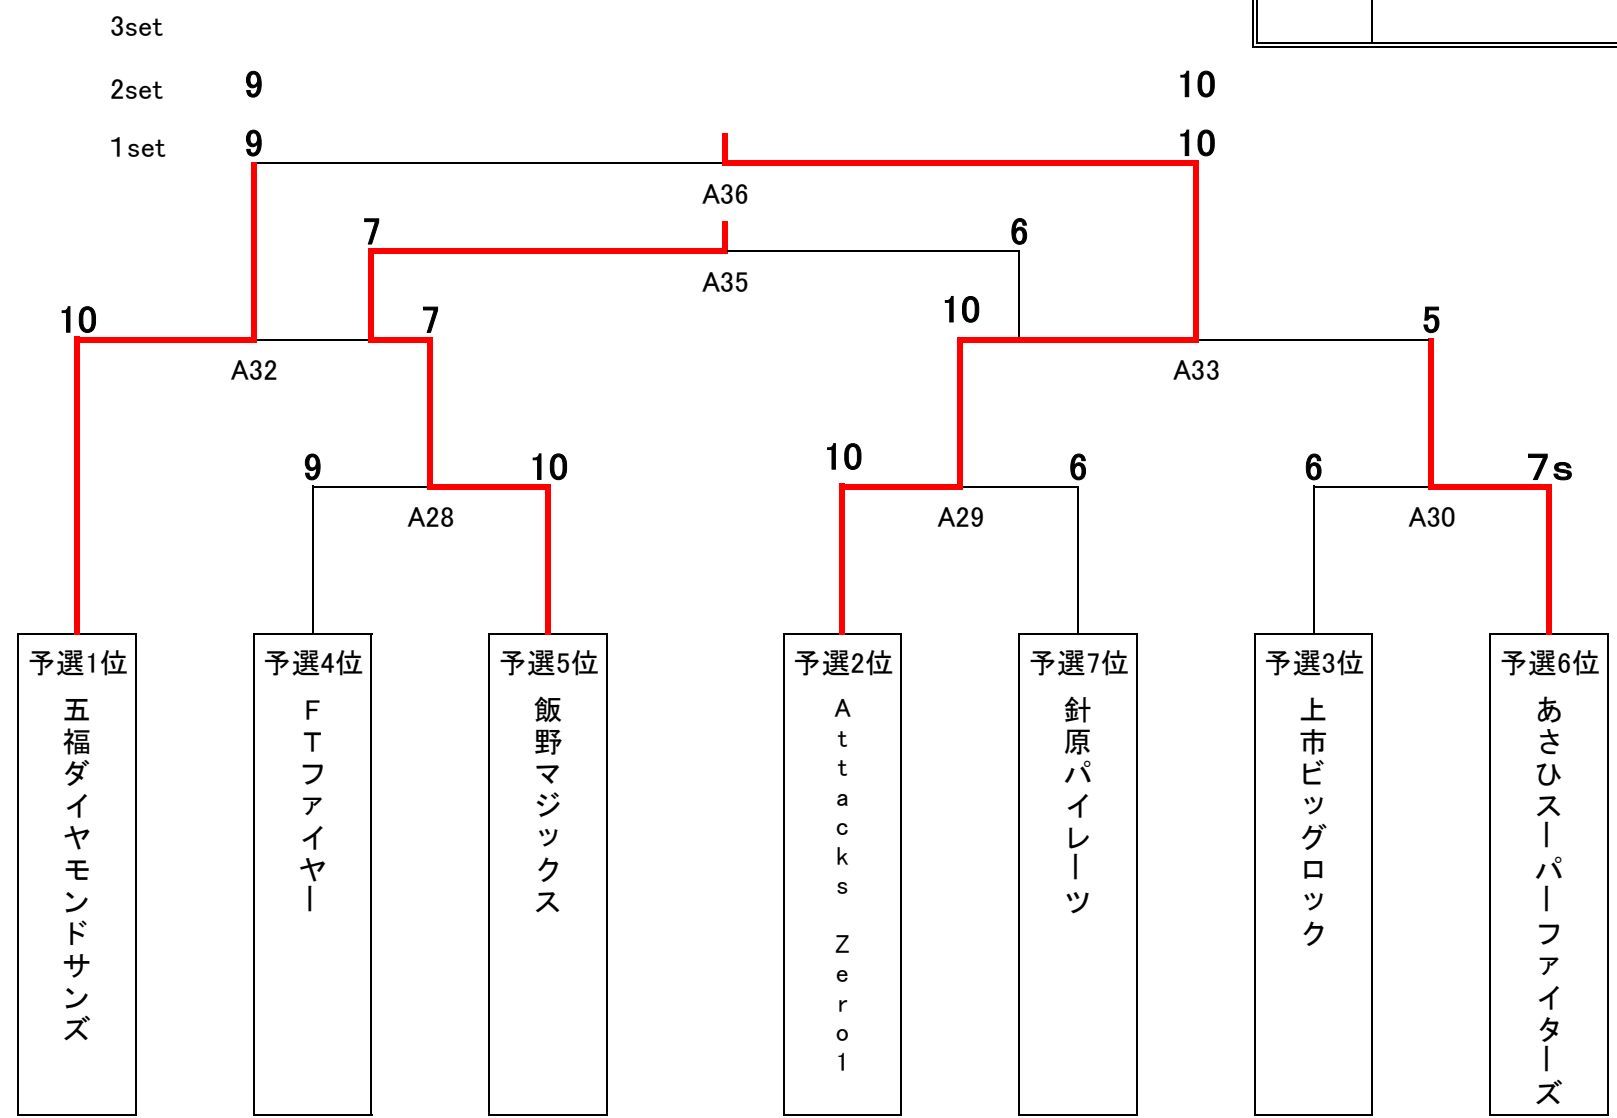 3set
2set 9 10
1set 9 10
A36
7 6
A35
10 7 10 5
A32 A33
9 10 10 6 6 7s
A28 A29 A30
予選1位 予選4位 予選5位 予選2位 予選7位 予選3位 予選6位
五福ダイヤモンドサンズ
FTファイヤー
飯野マジックス
Attacks Zero1
針原パイレーツ
上市ビッグロック
あさひスーパーファイターズ